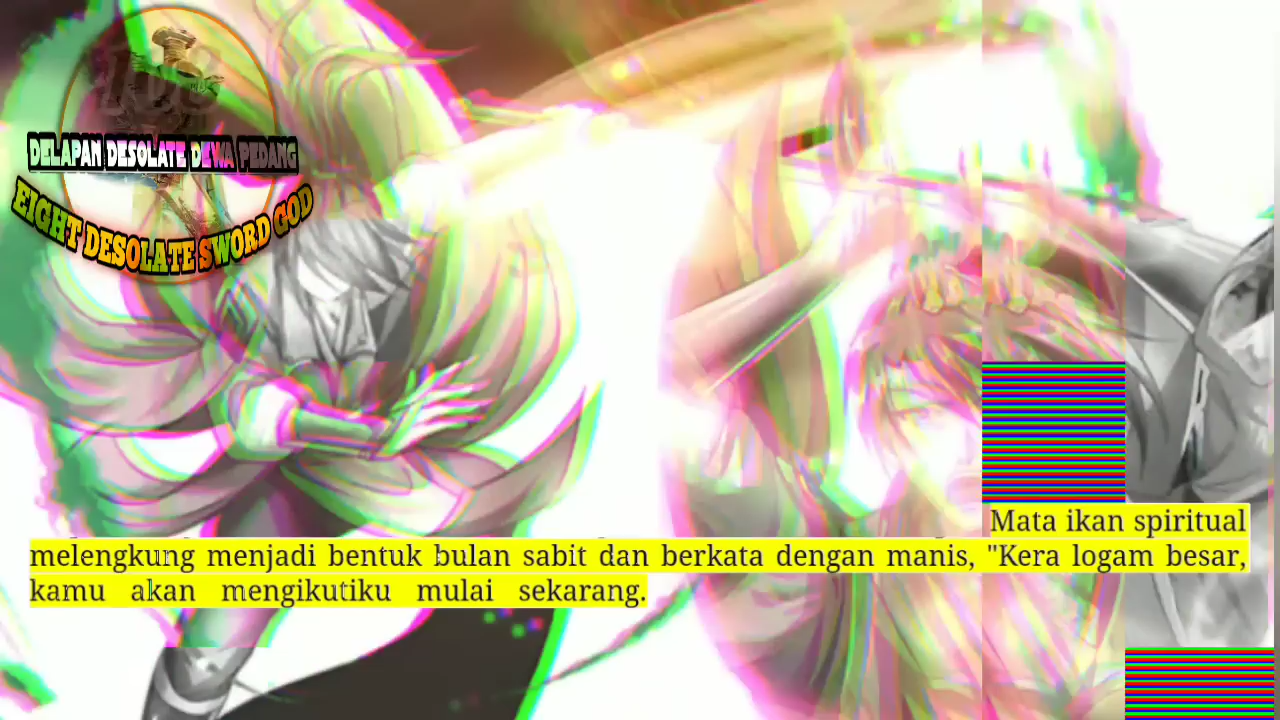 DELAPAN DESOLATE DEWA PEDANG
EIGHT DESOLATE SWORD GOD
Mata ikan spiritual
melengkung menjadi bentuk bulan sabit dan berkata dengan manis, "Kera logam besar,
kamu akan mengikutiku mulai sekarang.